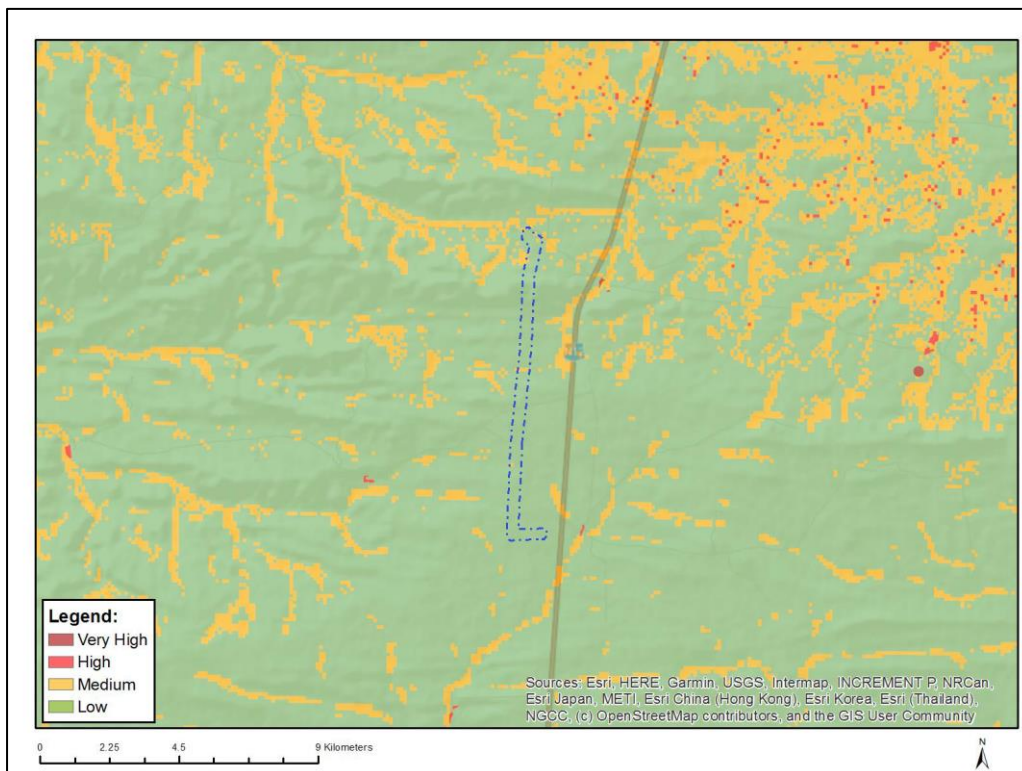 Legend:
Very High
High
Medium
Low
Sources: Esri, HERE, Garmin, USGS, Intermap, INCREMENT P, NRCan,
Esri Japan, METI, Esri China (Hong Kong), Esri Korea, Esri (Thailand),
NGCC, (c) OpenStreetMap contributors, and the GIS User Community
0 2.25 4.5 9 Kilometers
N